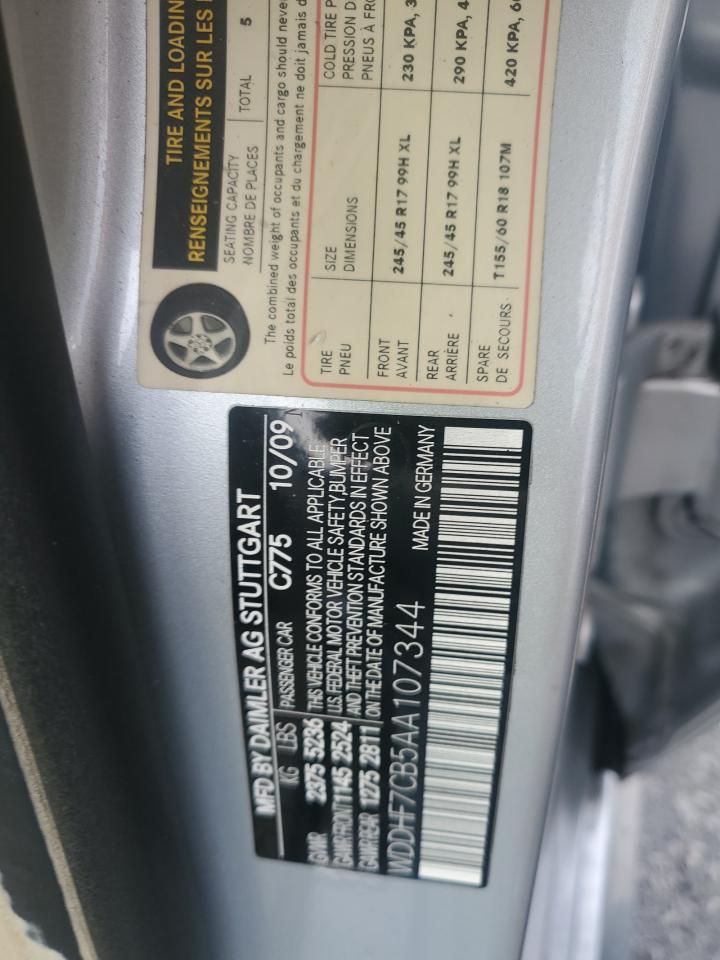 TIRE AND LOADIN
RENSEIGNEMENTS SUR LES
SEATING CAPACITY
NOMBRE DE PLACES
TOTAL 5
The combined weight of occupants and cargo should never
Le poids total des occupants et du chargement ne doit jamais d
TIRE SIZE COLD TIRE P
PNEU DIMENSIONS PRESSION D
PNEUS À FRO
FRONT
AVANT 245/45 R17 99H XL 230 KPA, 3
REAR
ARRIÈRE 245/45 R17 99H XL 290 KPA, 4
SPARE
DE SECOURS T155/60 R18 107M 420 KPA, 6
MFD BY DAIMLER AG STUTTGART
KG LBS PASSENGER CAR C775 10/09
GVWR 2375 5236 THIS VEHICLE CONFORMS TO ALL APPLICABLE
U.S. FEDERAL MOTOR VEHICLE SAFETY,BUMPER
GAWR FRONT 1145 2524 AND THEFT PREVENTION STANDARDS IN EFFECT
GAWR REAR 1275 2811 ON THE DATE OF MANUFACTURE SHOWN ABOVE
WDDHF7CB5AA107344 MADE IN GERMANY